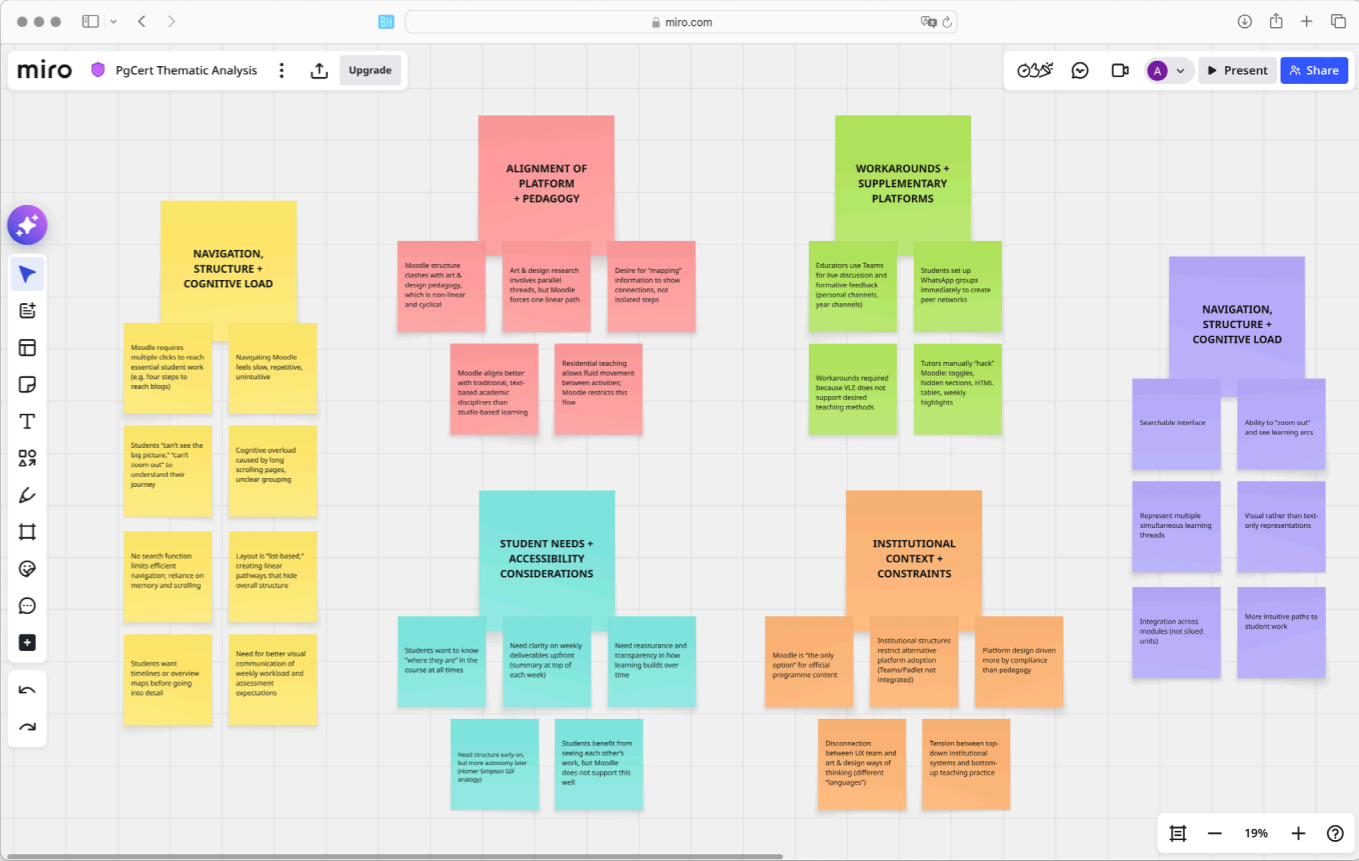 BH
miro.com
miro
PgCert Thematic Analysis
Upgrade
A
Present
Share
NAVIGATION,
STRUCTURE +
COGNITIVE LOAD
Moodle requires
multiple clicks to reach
essential student work
(e.g. four steps to
reach blogs)
Navigating Moodle
feels slow, repetitive,
unintuitive
Students “can’t see the
big picture,” “can’t
zoom out” to
understand their
journey
Cognitive overload
caused by long
scrolling pages,
unclear grouping
No search function
limits efficient
navigation; reliance on
memory and scrolling
Layout is “list-based,”
creating linear
pathways that hide
overall structure
Students want
timelines or overview
maps before going
into detail
Need for better visual
communication of
weekly workload and
assessment
expectations
ALIGNMENT OF
PLATFORM
+ PEDAGOGY
Moodle structure
clashes with art &
design pedagogy,
which is non-linear
and cyclical
Art & design research
involves parallel
threads, but Moodle
forces one linear path
Desire for “mapping”
information to show
connections, not
isolated steps
Moodle aligns better
with traditional, text-
based academic
disciplines than
studio-based learning
Residential teaching
allows fluid movement
between activities;
Moodle restricts this
flow
WORKAROUNDS +
SUPPLEMENTARY
PLATFORMS
Educators use Teams
for live discussion and
formative feedback
(personal channels,
year channels)
Students set up
WhatsApp groups
immediately to create
peer networks
Workarounds required
because VLE does not
support desired
teaching methods
Tutors manually “hack”
Moodle: toggles,
hidden sections, HTML
tables, weekly
highlights
STUDENT NEEDS +
ACCESSIBILITY
CONSIDERATIONS
Students want to know
“where they are” in the
course at all times
Need clarity on weekly
deliverables upfront
(summary at top of
each week)
Need reassurance and
transparency in how
learning builds over
time
Need structure early on,
but more autonomy later
(Homer Simpson GIF
analogy)
Students benefit from
seeing each other’s
work, but Moodle
does not support this
well
INSTITUTIONAL
CONTEXT +
CONSTRAINTS
Moodle is “the only
option” for official
programme content
Institutional structures
restrict alternative
platform adoption
(Teams/Padlet not
integrated)
Platform design driven
more by compliance
than pedagogy
Disconnection
between UX team and
art & design ways of
thinking (different
“languages”)
Tension between top-
down institutional
systems and bottom-
up teaching practice
NAVIGATION,
STRUCTURE +
COGNITIVE LOAD
Searchable interface
Ability to “zoom out”
and see learning arcs
Represent multiple
simultaneous learning
threads
Visual rather than text-
only representations
Integration across
modules (not siloed
units)
More intuitive paths to
student work
19%